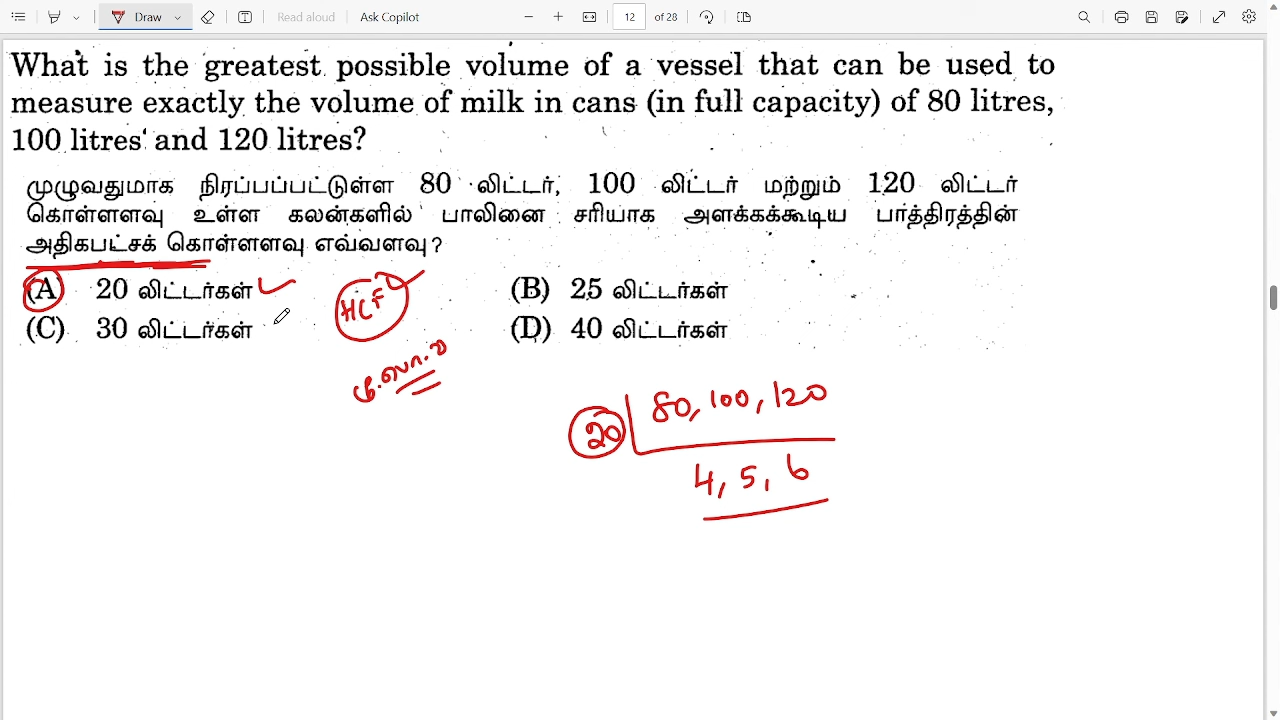 Draw
Read aloud
Ask Copilot
12
of 28
What is the greatest possible volume of a vessel that can be used to
measure exactly the volume of milk in cans (in full capacity) of 80 litres,
100 litres and 120 litres?
முழுவதுமாக நிரப்பப்பட்டுள்ள 80 லிட்டர், 100 லிட்டர் மற்றும் 120 லிட்டர்
கொள்ளளவு உள்ள கலன்களில் பாலினை சரியாக அளக்கக்கூடிய பாத்திரத்தின்
அதிகபட்சக் கொள்ளளவு எவ்வளவு?
(A) 20 லிட்டர்கள்
(B) 25 லிட்டர்கள்
(C) 30 லிட்டர்கள்
(D) 40 லிட்டர்கள்
HCF
மீ.பொ.வ
20 80, 100, 120
4, 5, 6